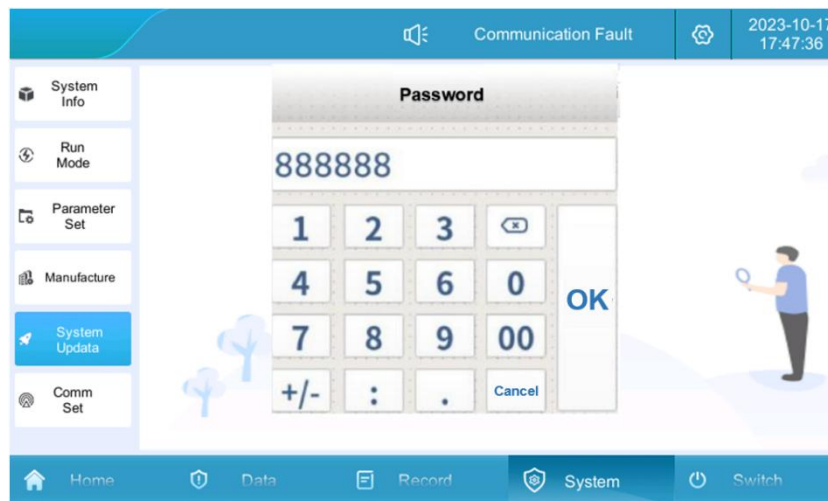 Communication Fault
2023-10-17
17:47:36
System
Info
Run
Mode
Parameter
Set
Manufacture
System
Updata
Comm
Set
Password
888888
1 2 3
4 5 6 0
OK
7 8 9 00
+/- : . Cancel
Home Data Record System Switch